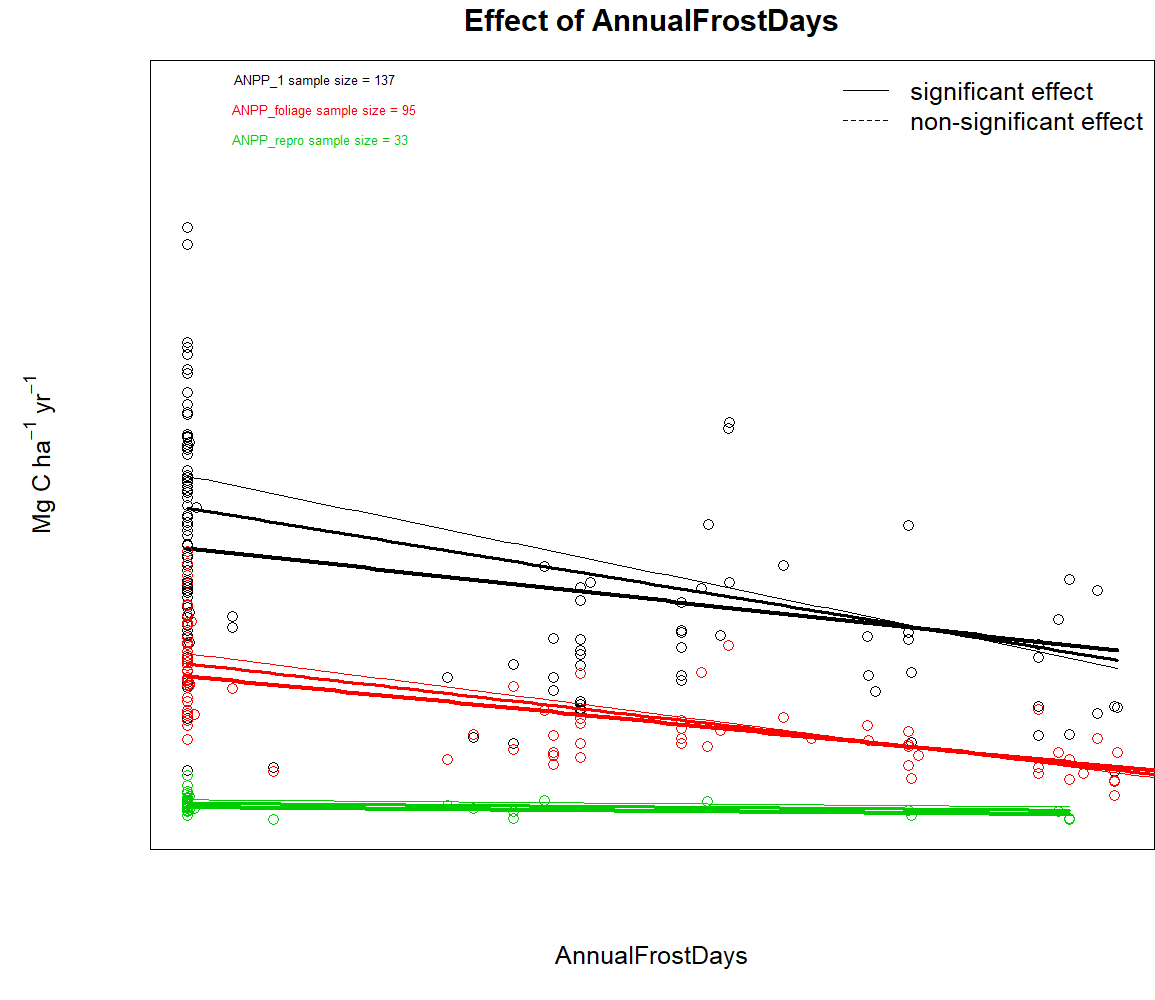 Effect of AnnualFrostDays
ANPP_1 sample size = 137
ANPP_foliage sample size = 95
ANPP_repro sample size = 33
significant effect
non-significant effect
Mg C ha⁻¹ yr⁻¹
AnnualFrostDays